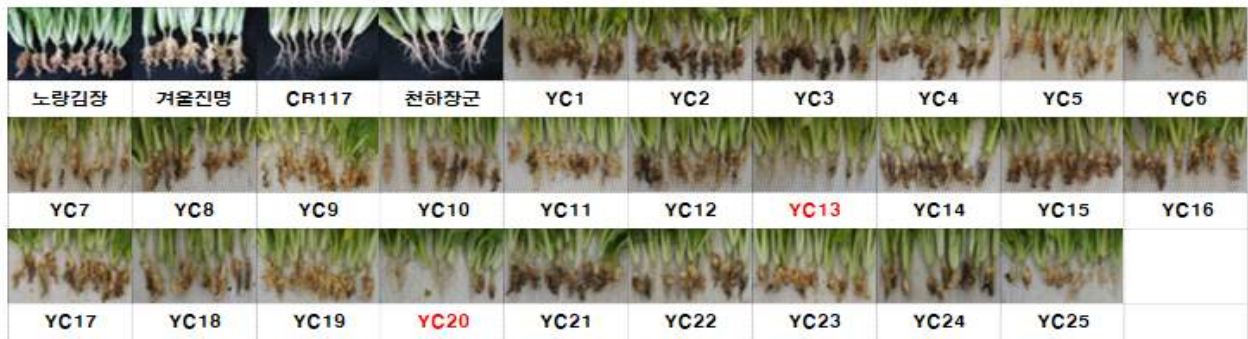 노랑김장 겨울진명 CR117 천하장군 YC1 YC2 YC3 YC4 YC5 YC6
YC7 YC8 YC9 YC10 YC11 YC12 YC13 YC14 YC15 YC16
YC17 YC18 YC19 YC20 YC21 YC22 YC23 YC24 YC25